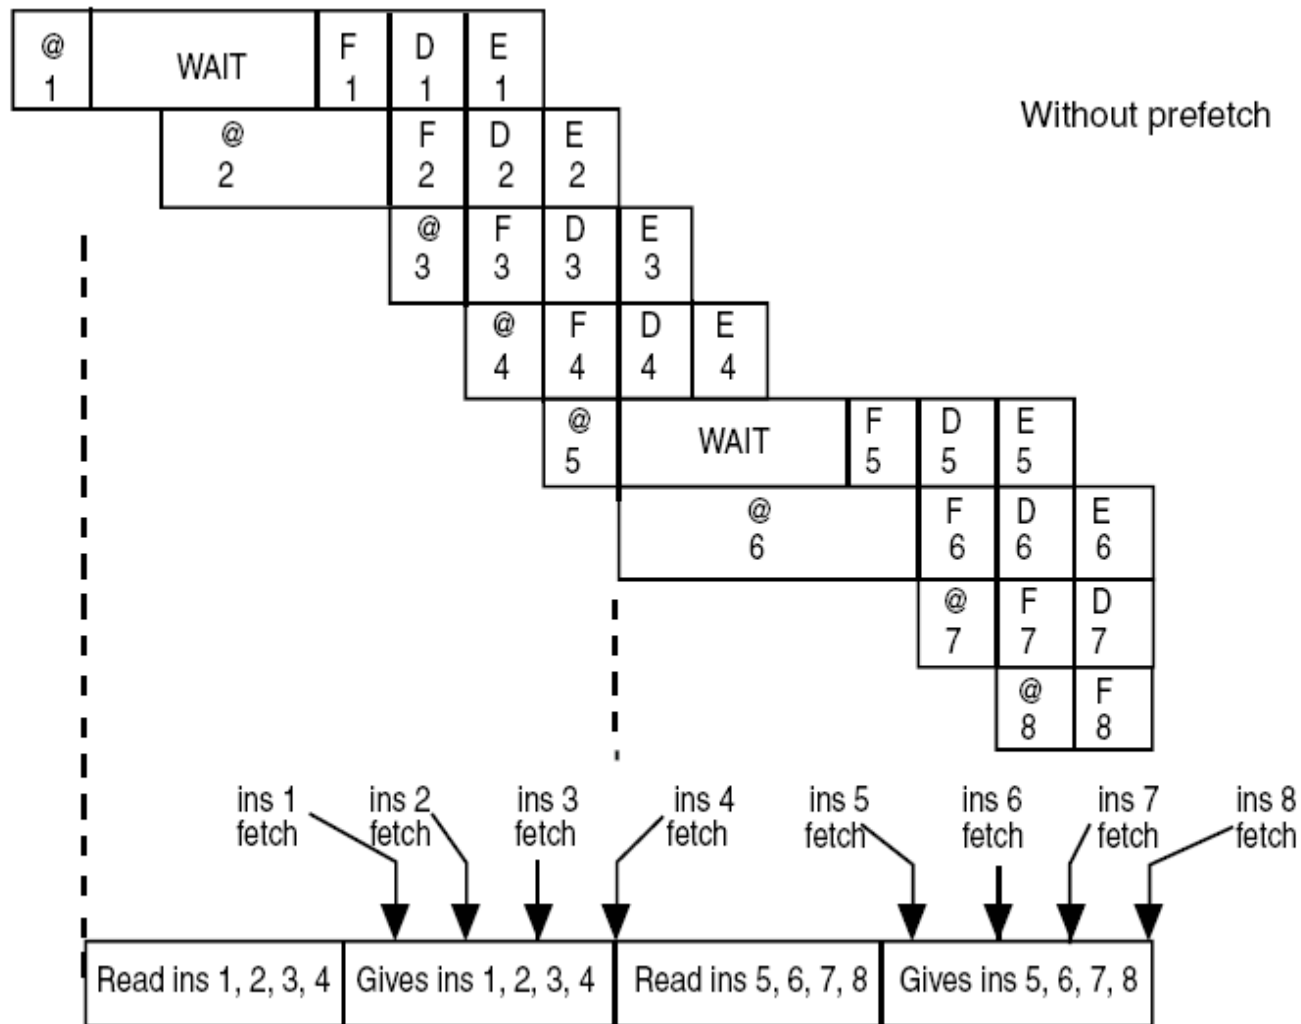 @ WAIT F D E
1 1 1 1
Without prefetch
@ F D E
2 2 2 2
@ F D E
3 3 3 3
@ F D E
4 4 4 4
@ WAIT F D E
5 5 5 5
@ F D E
6 6 6 6
@ F D
7 7 7
@ F
8 8
ins 1 ins 2 ins 3 ins 4 ins 5 ins 6 ins 7 ins 8
fetch fetch fetch fetch fetch fetch fetch fetch
Read ins 1, 2, 3, 4 Gives ins 1, 2, 3, 4 Read ins 5, 6, 7, 8 Gives ins 5, 6, 7, 8